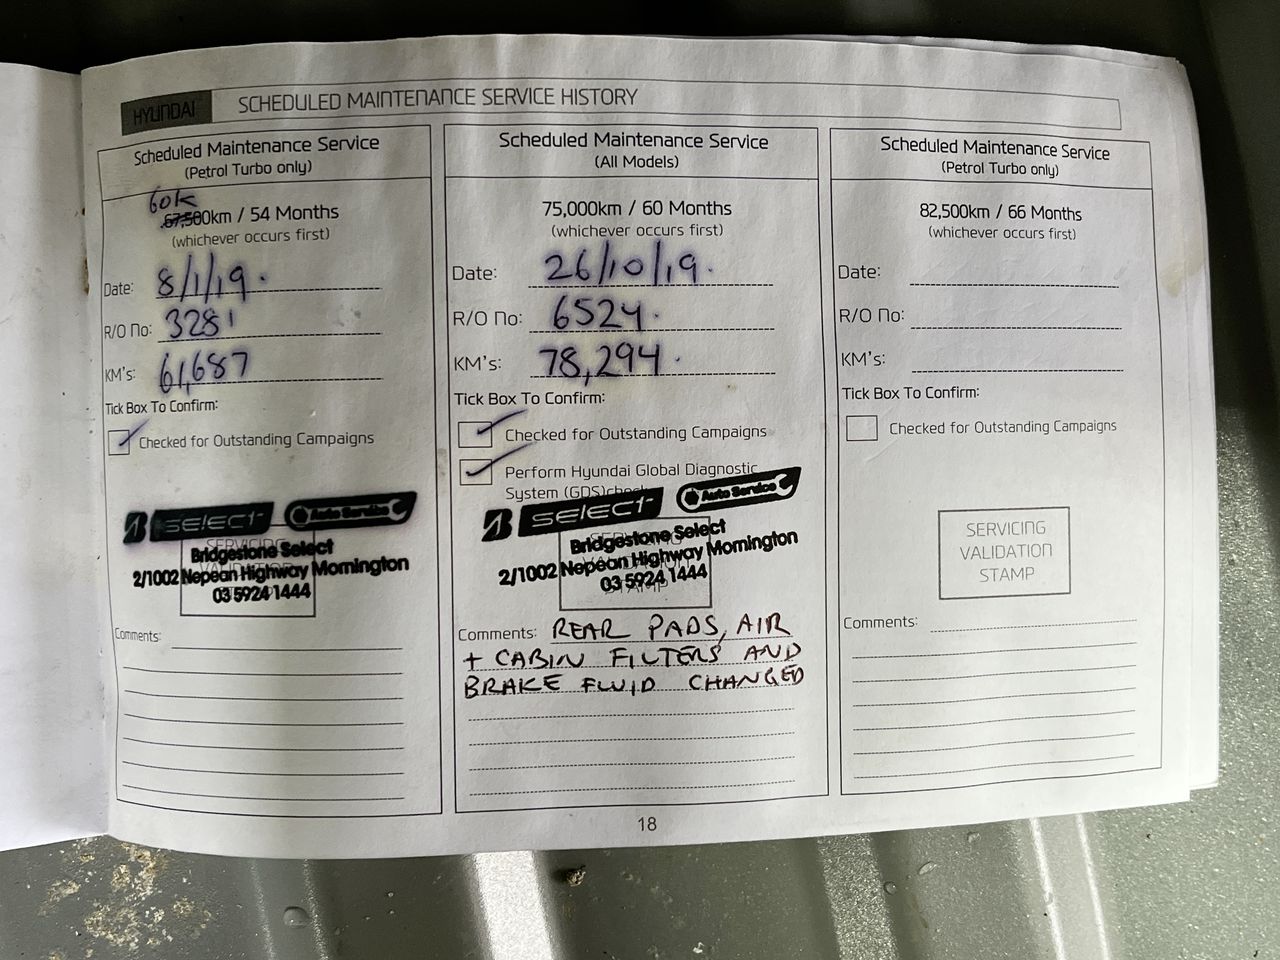 HYUNDAI SCHEDULED MAINTENANCE SERVICE HISTORY
Scheduled Maintenance Service
(Petrol Turbo only)
60K
67,500km / 54 Months
(whichever occurs first)
Date: 8/1/19.
R/O No: 3281
KM's: 61,687
Tick Box To Confirm:
Checked for Outstanding Campaigns
SELECT Auto Service
SERVICING
Bridgestone Select
2/1002 Nepean Highway Mornington
03 5924 1444
Comments:
Scheduled Maintenance Service
(All Models)
75,000km / 60 Months
(whichever occurs first)
Date: 26/10/19.
R/O No: 6524.
KM's: 78,294.
Tick Box To Confirm:
Checked for Outstanding Campaigns
Perform Hyundai Global Diagnostic
System (GDS) check
SELECT Auto Service
Bridgestone Select
2/1002 Nepean Highway Mornington
03 5924 1444
STAMP
Comments: REAR PADS, AIR
+ CABIN FILTERS AND
BRAKE FLUID CHANGED
Scheduled Maintenance Service
(Petrol Turbo only)
82,500km / 66 Months
(whichever occurs first)
Date:
R/O No:
KM's:
Tick Box To Confirm:
Checked for Outstanding Campaigns
SERVICING
VALIDATION
STAMP
Comments:
18